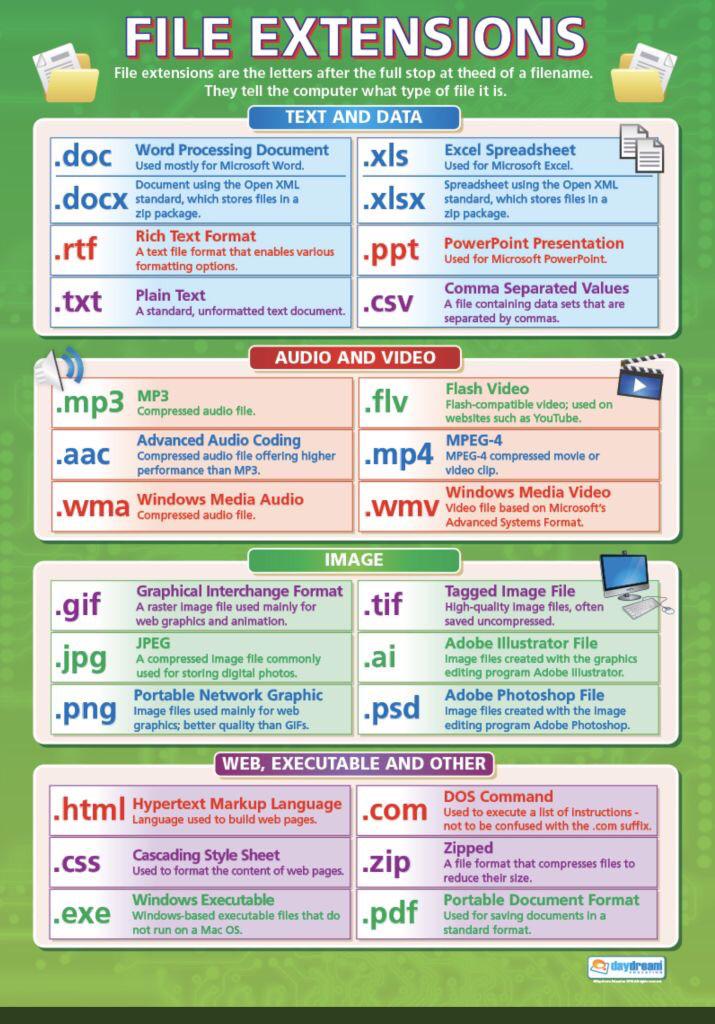 FILE EXTENSIONS
File extensions are the letters after the full stop at theed of a filename.
They tell the computer what type of file it is.
TEXT AND DATA
.doc
Word Processing Document
Used mostly for Microsoft Word.
.docx
Document using the Open XML
standard, which stores files in a
zip package.
.rtf
Rich Text Format
A text file format that enables various
formatting options.
.txt
Plain Text
A standard, unformatted text document.
.xls
Excel Spreadsheet
Used for Microsoft Excel.
.xlsx
Spreadsheet using the Open XML
standard, which stores files in a
zip package.
.ppt
PowerPoint Presentation
Used for Microsoft PowerPoint.
.csv
Comma Separated Values
A file containing data sets that are
separated by commas.
AUDIO AND VIDEO
.mp3
MP3
Compressed audio file.
.aac
Advanced Audio Coding
Compressed audio file offering higher
performance than MP3.
.wma
Windows Media Audio
Compressed audio file.
.flv
Flash Video
Flash-compatible video; used on
websites such as YouTube.
.mp4
MPEG-4
MPEG-4 compressed movie or
video clip.
.wmv
Windows Media Video
Video file based on Microsoft's
Advanced Systems Format.
IMAGE
.gif
Graphical Interchange Format
A raster image file used mainly for
web graphics and animation.
.jpg
JPEG
A compressed image file commonly
used for storing digital photos.
.png
Portable Network Graphic
Image files used mainly for web
graphics; better quality than GIFs.
.tif
Tagged Image File
High-quality image files, often
saved uncompressed.
.ai
Adobe Illustrator File
Image files created with the graphics
editing program Adobe Illustrator.
.psd
Adobe Photoshop File
Image files created with the image
editing program Adobe Photoshop.
WEB, EXECUTABLE AND OTHER
.html
Hypertext Markup Language
Language used to build web pages.
.css
Cascading Style Sheet
Used to format the content of web pages.
.exe
Windows Executable
Windows-based executable files that do
not run on a Mac OS.
.com
DOS Command
Used to execute a list of instructions -
not to be confused with the .com suffix.
.zip
Zipped
A file format that compresses files to
reduce their size.
.pdf
Portable Document Format
Used for saving documents in a
standard format.
daydream
EDUCATION